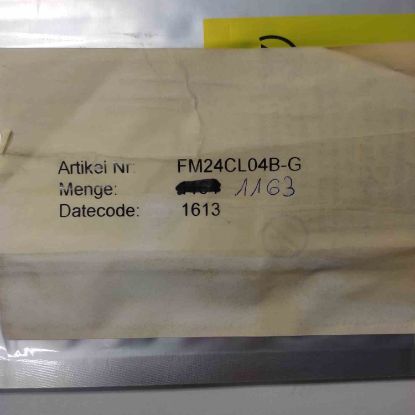 Artikel Nr: FM24CL04B-G
Menge: 1163
Datecode: 1613